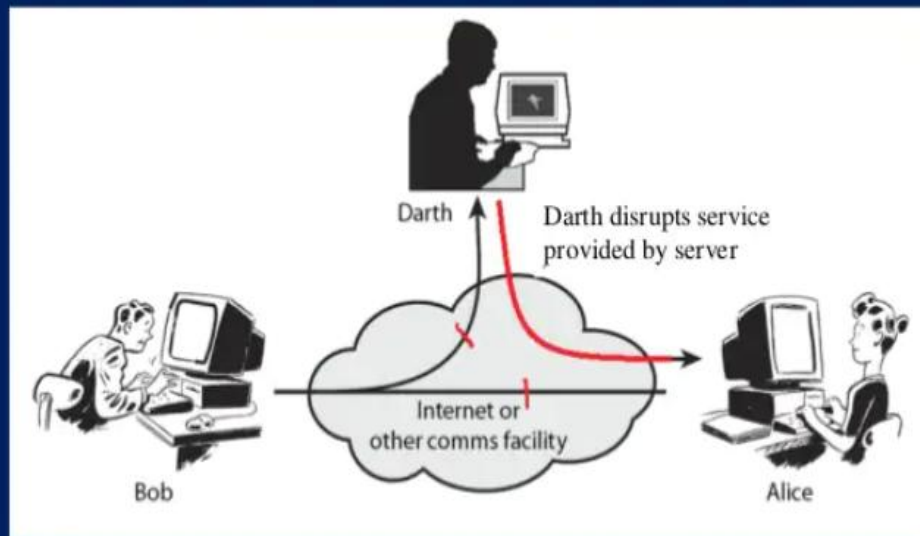 Darth
Darth disrupts service
provided by server
Internet or
other comms facility
Bob
Alice